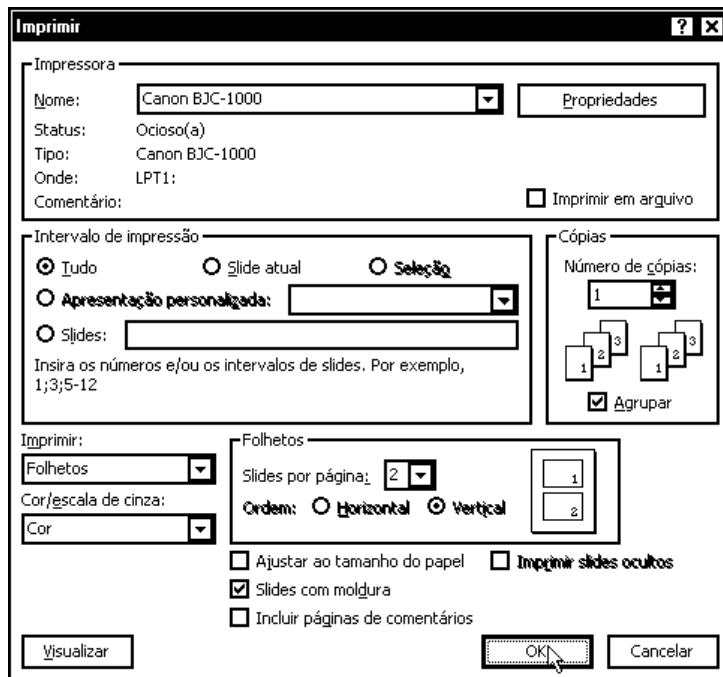 Imprimir
Impressora
Nome: Canon BJC-1000 Propriedades
Status: Ocioso(a)
Tipo: Canon BJC-1000
Onde: LPT1:
Comentário: Imprimir em arquivo
Intervalo de impressão
Tudo Slide atual Seleção
Apresentação personalizada:
Slides:
Insira os números e/ou os intervalos de slides. Por exemplo,
1;3;5-12
Cópias
Número de cópias:
1
1 2 3 1 2 3
Agrupar
Imprimir:
Folhetos
Cor/escala de cinza:
Cor
Folhetos
Slides por página: 2
Ordem: Horizontal Vertical
1
2
Ajustar ao tamanho do papel Imprimir slides ocultos
Slides com moldura
Incluir páginas de comentários
Visualizar OK Cancelar